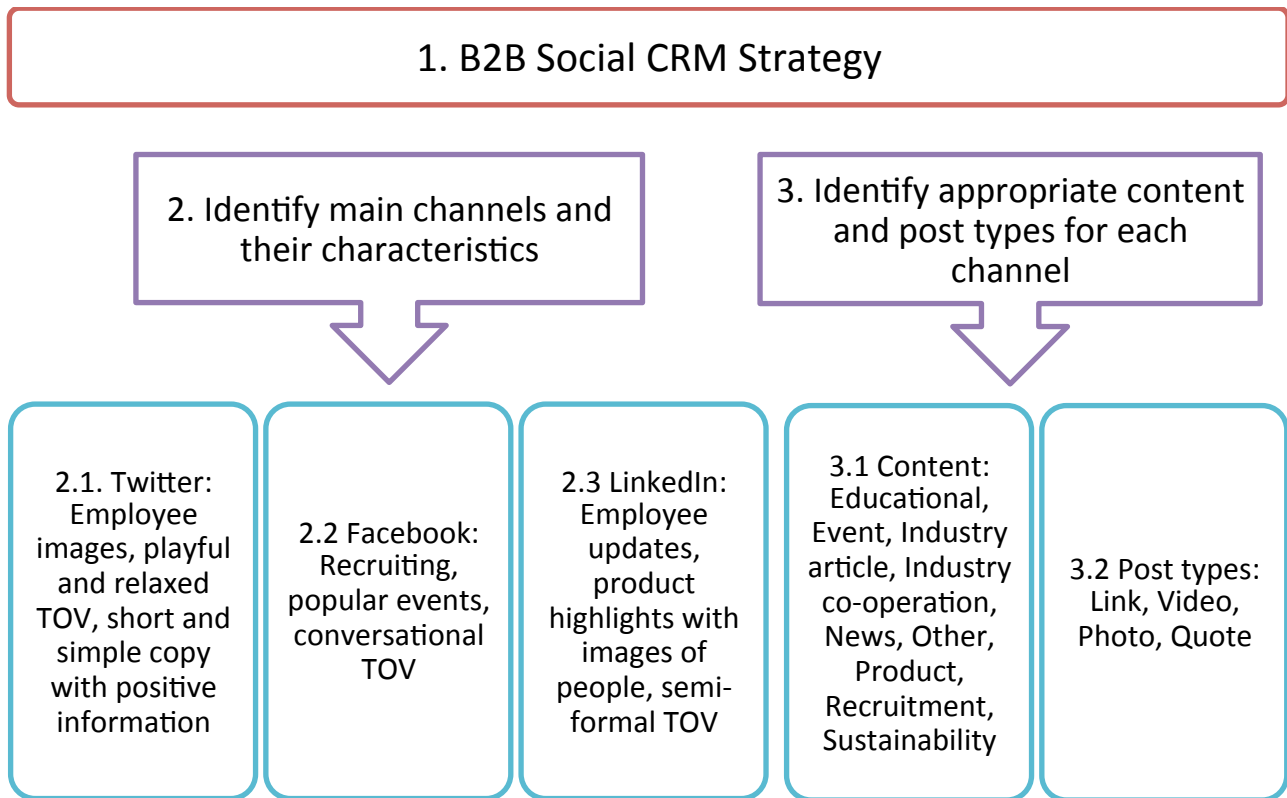 1. B2B Social CRM Strategy
2. Identify main channels and
their characteristics
3. Identify appropriate content
and post types for each
channel
2.1. Twitter:
Employee
images, playful
and relaxed
TOV, short and
simple copy
with positive
information
2.2 Facebook:
Recruiting,
popular events,
conversational
TOV
2.3 LinkedIn:
Employee
updates,
product
highlights with
images of
people, semi-
formal TOV
3.1 Content:
Educational,
Event, Industry
article, Industry
co-operation,
News, Other,
Product,
Recruitment,
Sustainability
3.2 Post types:
Link, Video,
Photo, Quote